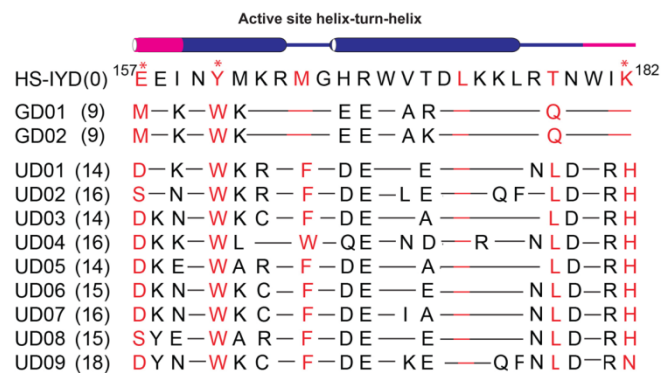 Active site helix-turn-helix
* * *
HS-IYD(0) 157 E E I N Y M K R M G H R W V T D L K K L R T N W I K 182
GD01 (9) M — K — W K ——— E E — A R ——— Q ———
GD02 (9) M — K — W K ——— E E — A K ——— Q ———
UD01 (14) D — K — W K R — F — D E —— E ——— N L D — R H
UD02 (16) S — N — W K R — F — D E — L E —— Q F — L D — R H
UD03 (14) D K N — W K C — F — D E —— A ———— L D — R H
UD04 (16) D K K — W L —— W — Q E — N D — R —— N L D — R H
UD05 (14) D K E — W A R — F — D E —— A ———— L D — R H
UD06 (15) D K N — W K C — F — D E —— E ——— N L D — R H
UD07 (16) D K N — W K C — F — D E — I A ——— N L D — R H
UD08 (15) S Y E — W A R — F — D E —— E ——— N L D — R H
UD09 (18) D Y N — W K C — F — D E — K E —— Q F N L D — R N